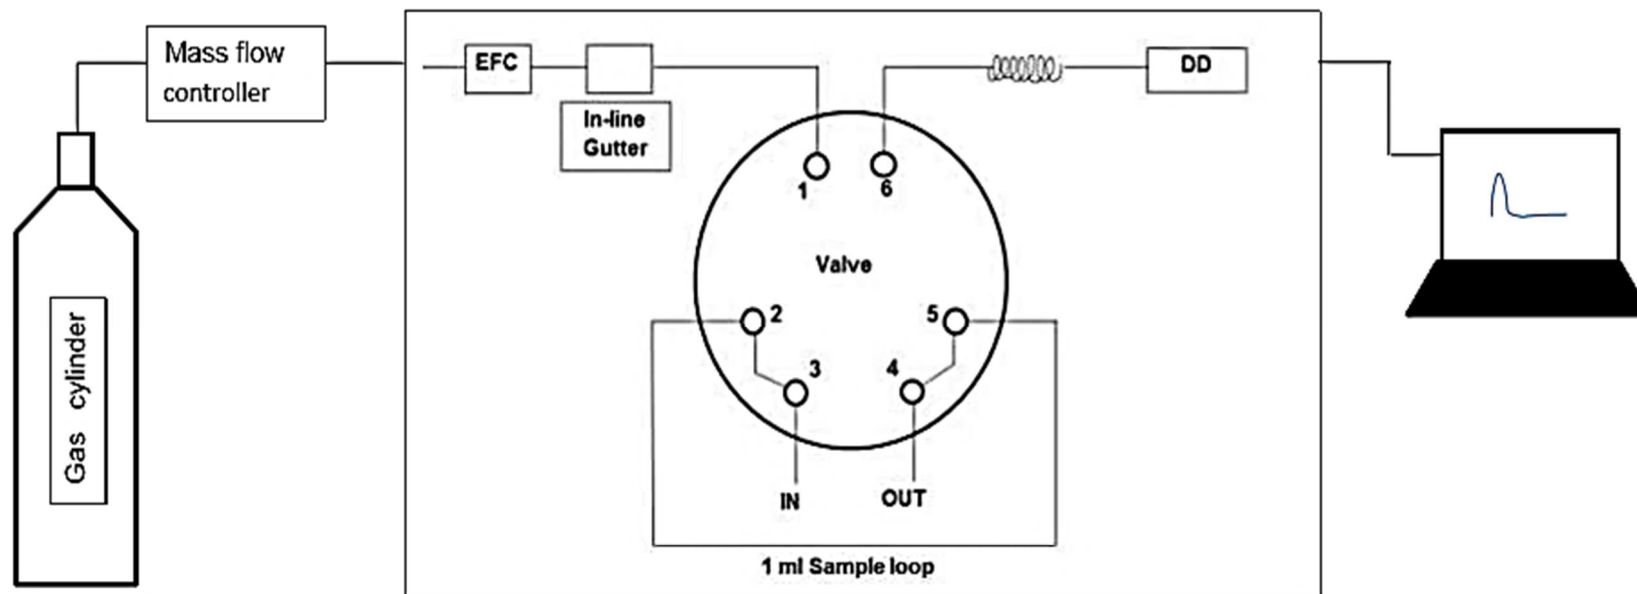 Mass flow
controller
EFC
In-line
Gutter
DD
1
6
Valve
2
5
3
4
IN
OUT
1 ml Sample loop
Gas cylinder